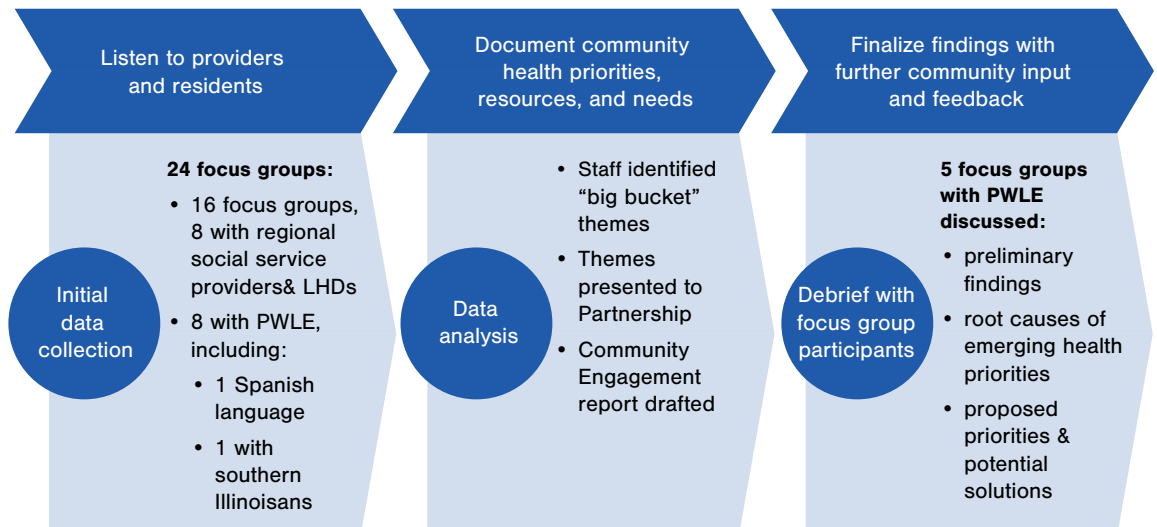 Listen to providers
and residents
Document community
health priorities,
resources, and needs
Finalize findings with
further community input
and feedback
Initial
data
collection
24 focus groups:
• 16 focus groups,
8 with regional
social service
providers& LHDs
• 8 with PWLE,
including:
• 1 Spanish
language
• 1 with
southern
Illinoisans
Data
analysis
• Staff identified
“big bucket”
themes
• Themes
presented to
Partnership
• Community
Engagement
report drafted
Debrief with
focus group
participants
5 focus groups
with PWLE
discussed:
• preliminary
findings
• root causes of
emerging health
priorities
• proposed
priorities &
potential
solutions